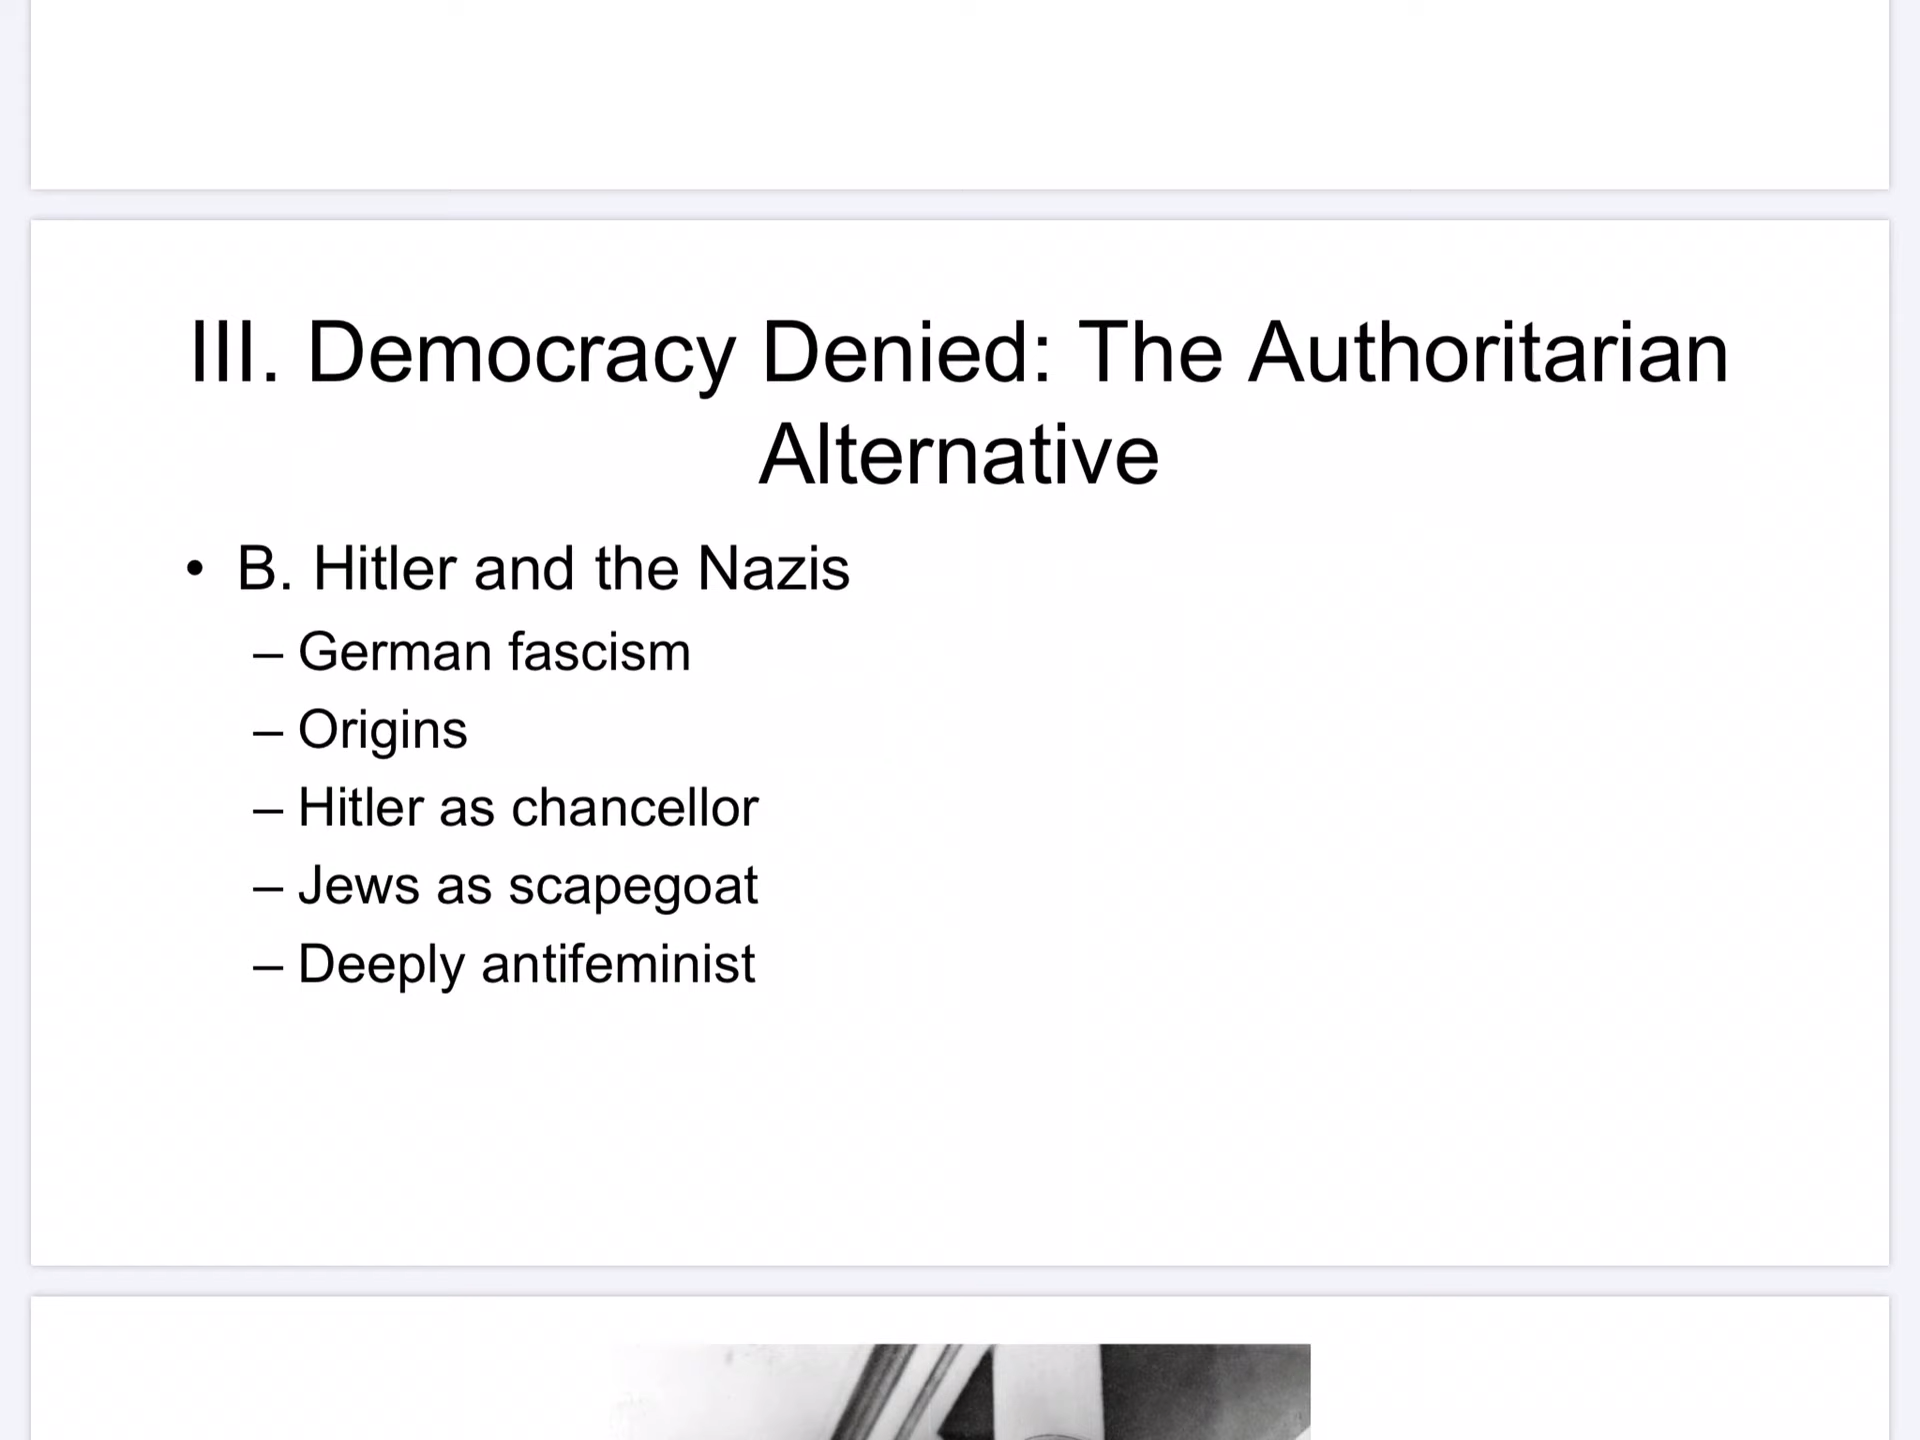 III. Democracy Denied: The Authoritarian
Alternative
• B. Hitler and the Nazis
– German fascism
– Origins
– Hitler as chancellor
– Jews as scapegoat
– Deeply antifeminist